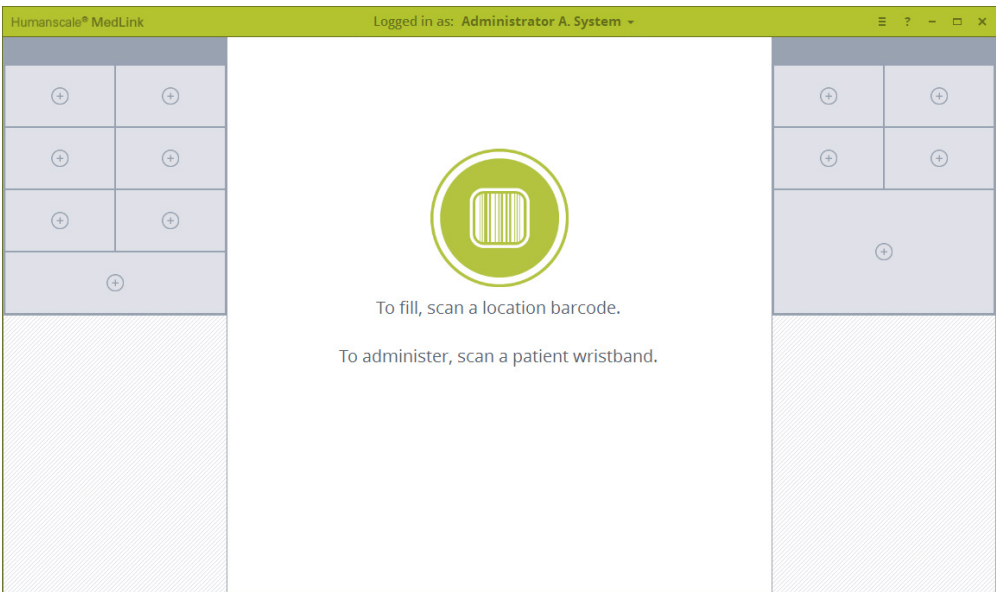 Humanscale® MedLink
Logged in as: Administrator A. System
?
To fill, scan a location barcode.
To administer, scan a patient wristband.